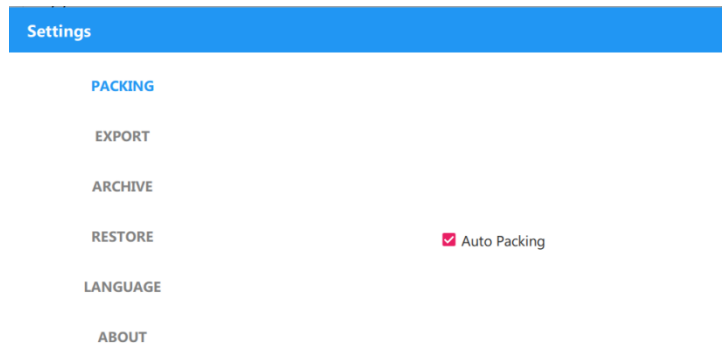 Settings
PACKING
EXPORT
ARCHIVE
RESTORE
Auto Packing
LANGUAGE
ABOUT